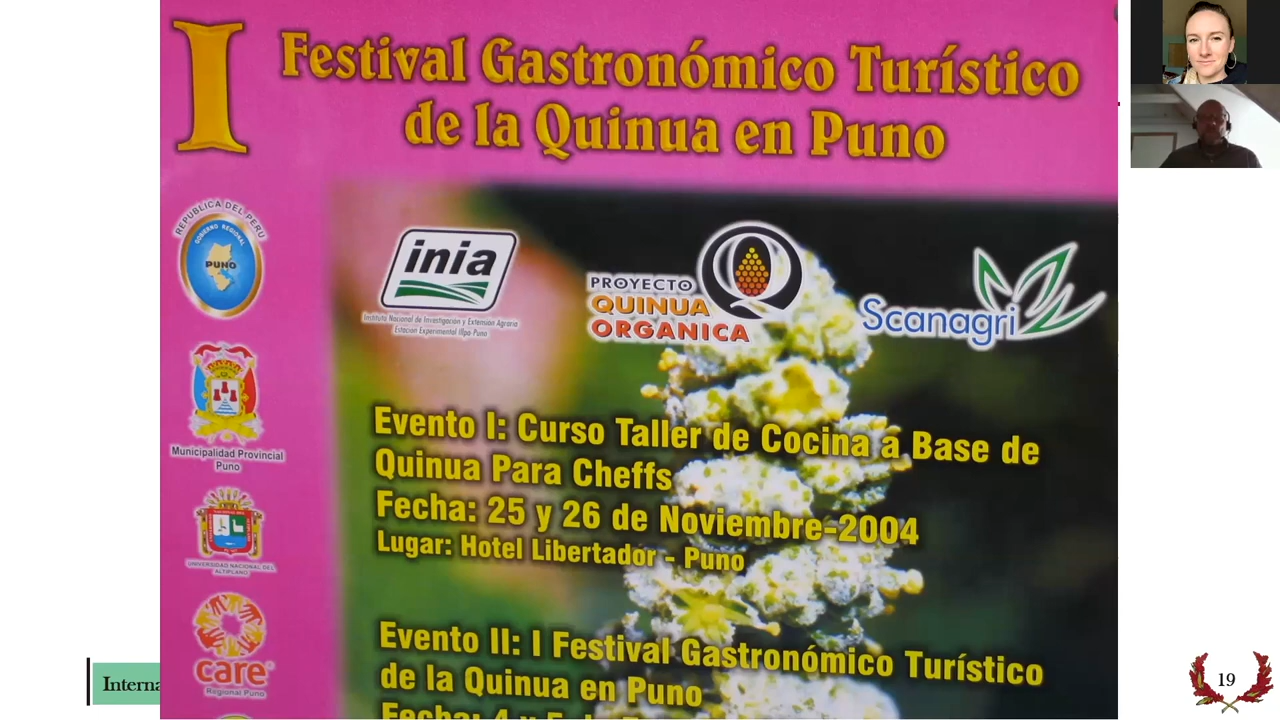 I Festival Gastronómico Turístico
de la Quinua en Puno
REPUBLICA DEL PERU
GOBIERNO REGIONAL
PUNO
inia
Instituto Nacional de Investigación y Extensión Agraria
Estación Experimental Illpa-Puno
PROYECTO
QUINUA
ORGANICA
Scanagri
Municipalidad Provincial
Puno
UNIVERSIDAD NACIONAL DEL
ALTIPLANO
care
Regional Puno
Evento I: Curso Taller de Cocina a Base de
Quinua Para Cheffs
Fecha: 25 y 26 de Noviembre-2004
Lugar: Hotel Libertador - Puno
Evento II: I Festival Gastronómico Turístico
de la Quinua en Puno
Interna
19